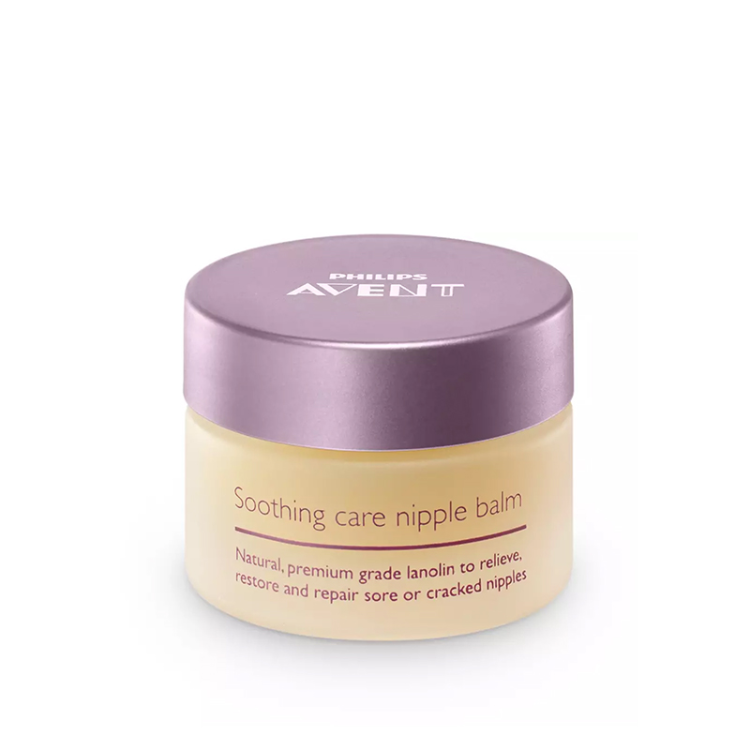 PHILIPS
AVENT
Soothing care nipple balm
Natural, premium grade lanolin to relieve,
restore and repair sore or cracked nipples